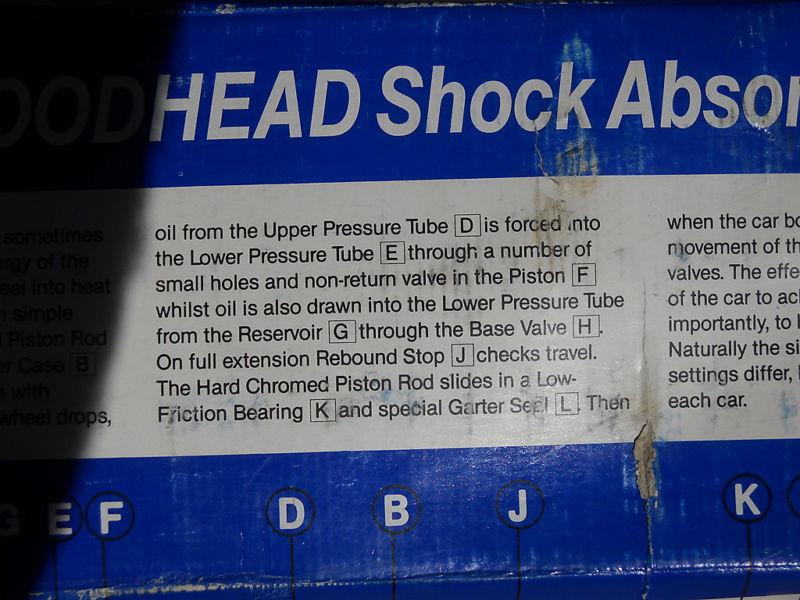 OODHEAD Shock Absor
sometimes
ergy of the
eel into heat
n simple
Piston Rod
er Case B
n with
wheel drops,
oil from the Upper Pressure Tube D is forced into
the Lower Pressure Tube E through a number of
small holes and non-return valve in the Piston F
whilst oil is also drawn into the Lower Pressure Tube
from the Reservoir G through the Base Valve H.
On full extension Rebound Stop J checks travel.
The Hard Chromed Piston Rod slides in a Low-
Friction Bearing K and special Garter Seal L. Then
when the car bo
movement of th
valves. The effe
of the car to ac
importantly, to
Naturally the si
settings differ,
each car.
G E F D B J K